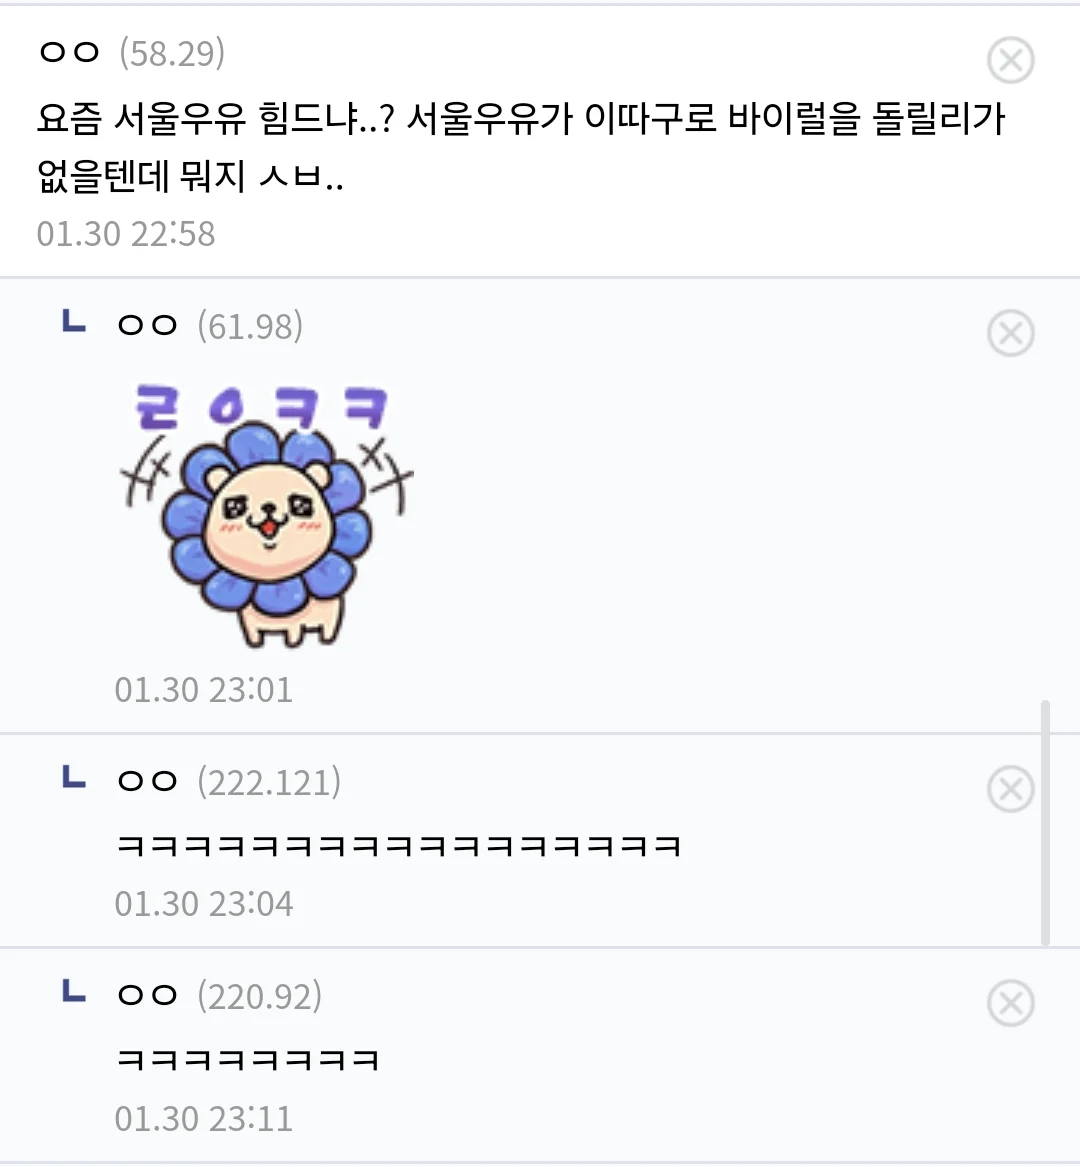 ㅇㅇ (58.29)
요즘 서울우유 힘드냐..? 서울우유가 이따구로 바이럴을 돌릴리가
없을텐데 뭐지 ㅅㅂ..
01.30 22:58
ㄴ ㅇㅇ (61.98)
ㄹㅇㅋㅋ
01.30 23:01
ㄴ ㅇㅇ (222.121)
ㅋㅋㅋㅋㅋㅋㅋㅋㅋㅋㅋㅋㅋㅋㅋㅋㅋ
01.30 23:04
ㄴ ㅇㅇ (220.92)
ㅋㅋㅋㅋㅋㅋㅋㅋ
01.30 23:11